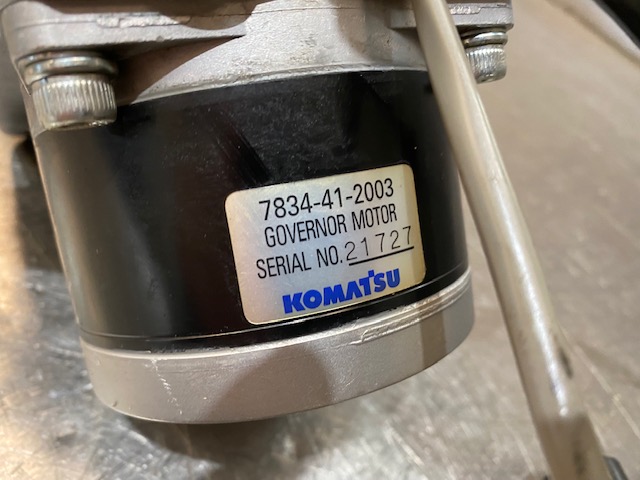 7834-41-2003
GOVERNOR MOTOR
SERIAL NO. 21727
KOMATSU